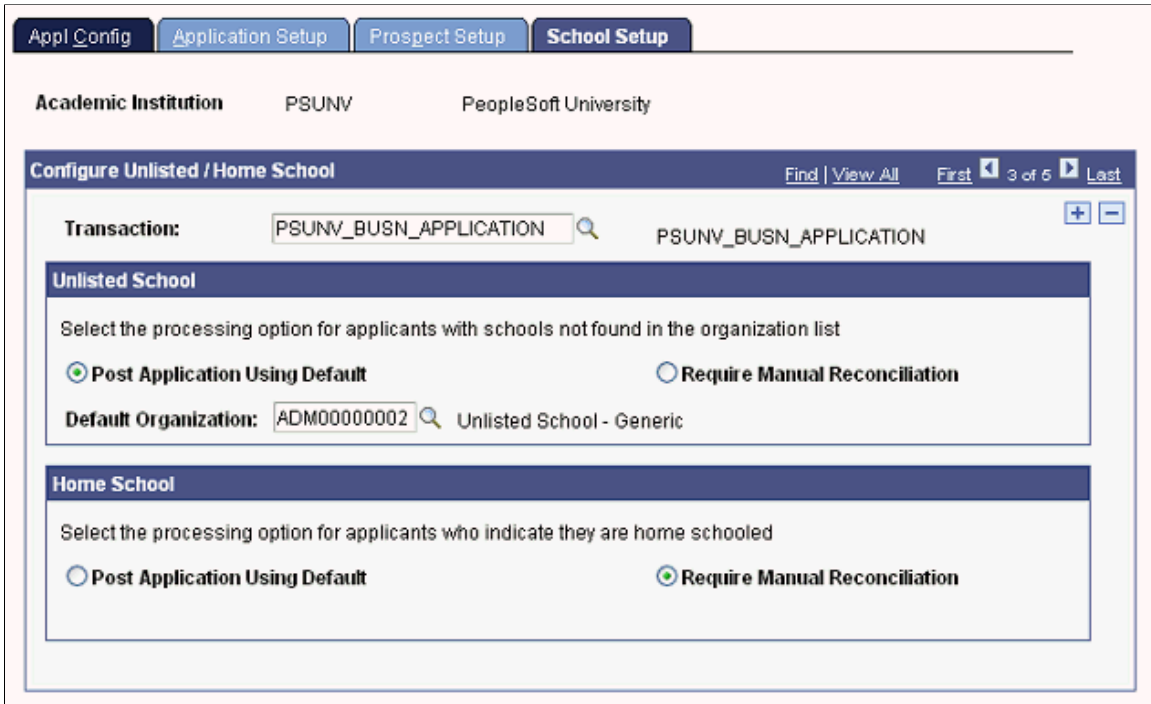 Appl Config Application Setup Prospect Setup School Setup
Academic Institution PSUNV PeopleSoft University
Configure Unlisted / Home School Find | View All First 3 of 5 Last
Transaction: PSUNV_BUSN_APPLICATION PSUNV_BUSN_APPLICATION
Unlisted School
Select the processing option for applicants with schools not found in the organization list
Post Application Using Default Require Manual Reconciliation
Default Organization: ADM00000002 Unlisted School - Generic
Home School
Select the processing option for applicants who indicate they are home schooled
Post Application Using Default Require Manual Reconciliation